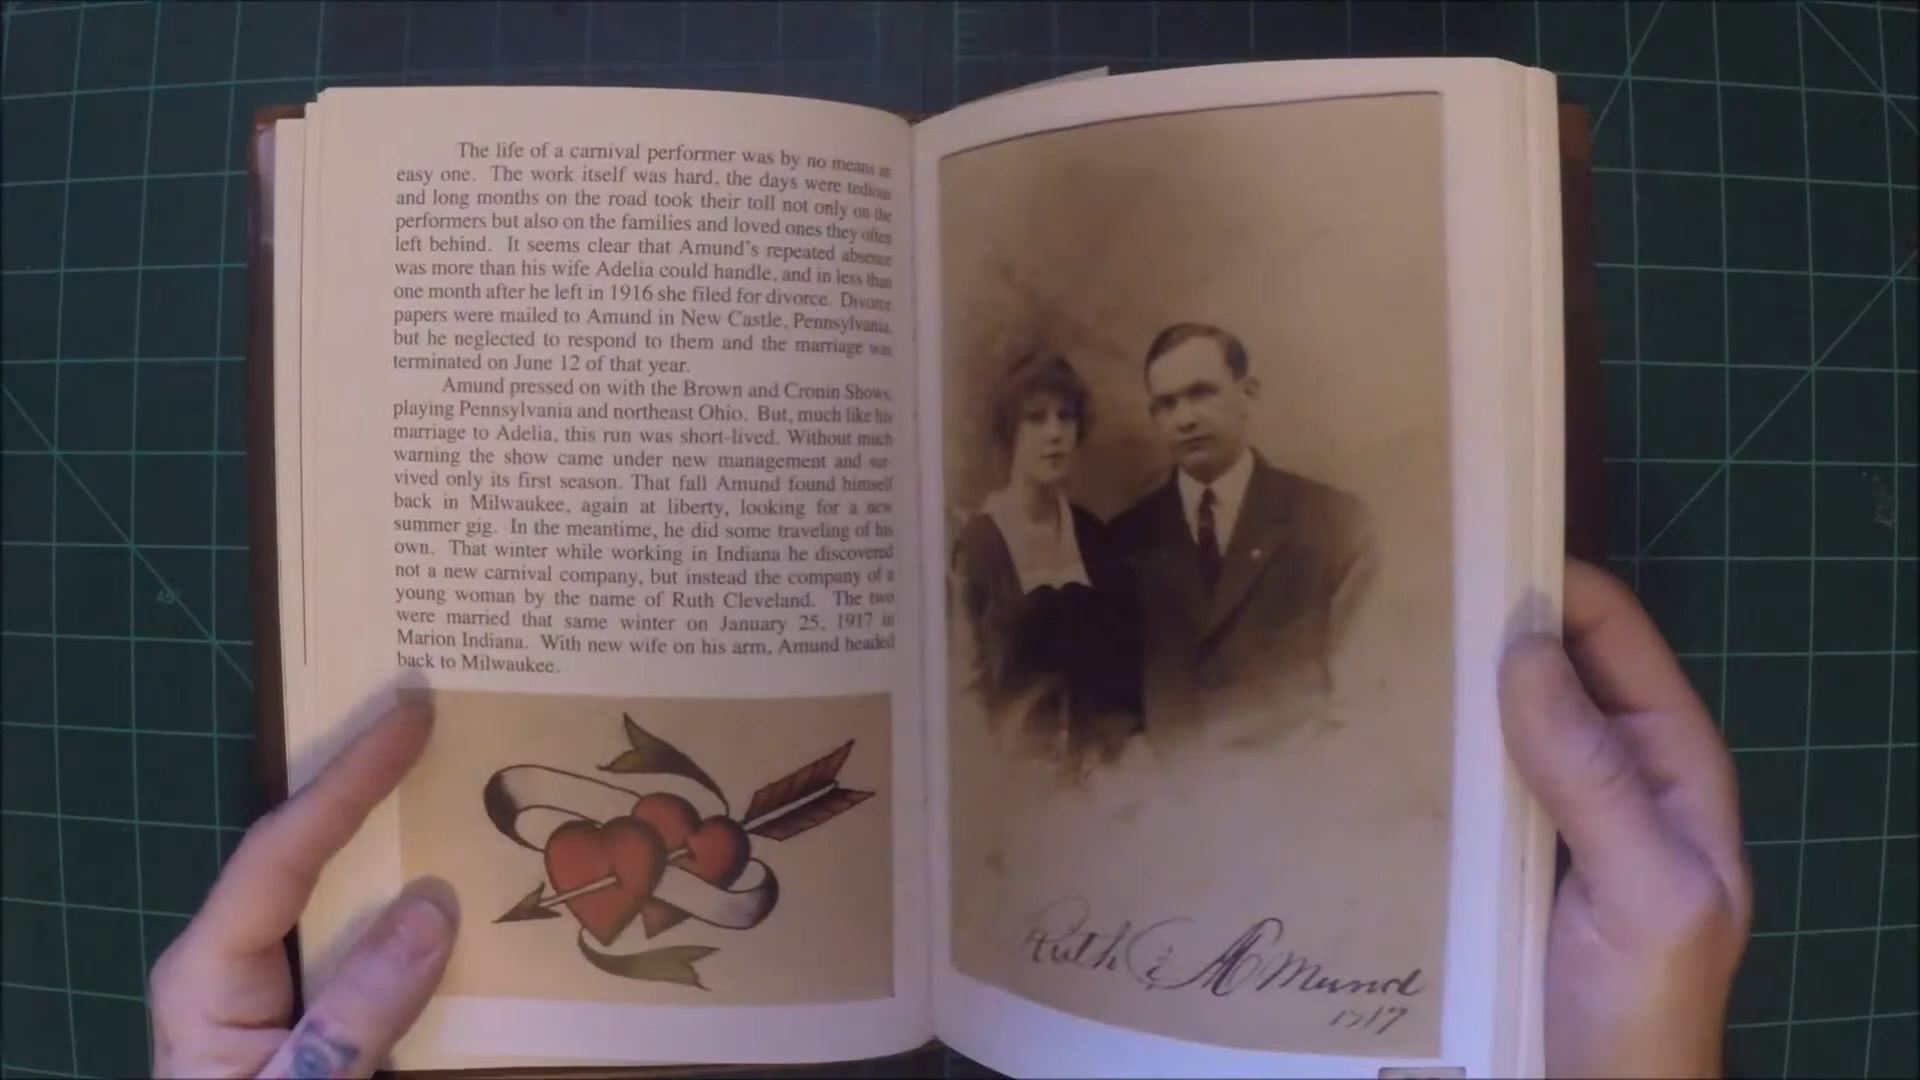 The life of a carnival performer was by no means an
easy one. The work itself was hard, the days were tedious
and long months on the road took their toll not only on the
performers but also on the families and loved ones they often
left behind. It seems clear that Amund's repeated absence
was more than his wife Adelia could handle, and in less than
one month after he left in 1916 she filed for divorce. Divorce
papers were mailed to Amund in New Castle, Pennsylvania,
but he neglected to respond to them and the marriage was
terminated on June 12 of that year.
Amund pressed on with the Brown and Cronin Shows,
playing Pennsylvania and northeast Ohio. But, much like his
marriage to Adelia, this run was short-lived. Without much
warning the show came under new management and sur-
vived only its first season. That fall Amund found himself
back in Milwaukee, again at liberty, looking for a new
summer gig. In the meantime, he did some traveling of his
own. That winter while working in Indiana he discovered
not a new carnival company, but instead the company of a
young woman by the name of Ruth Cleveland. The two
were married that same winter on January 25, 1917 in
Marion Indiana. With new wife on his arm, Amund headed
back to Milwaukee.
Ruth & Amund
1917
45